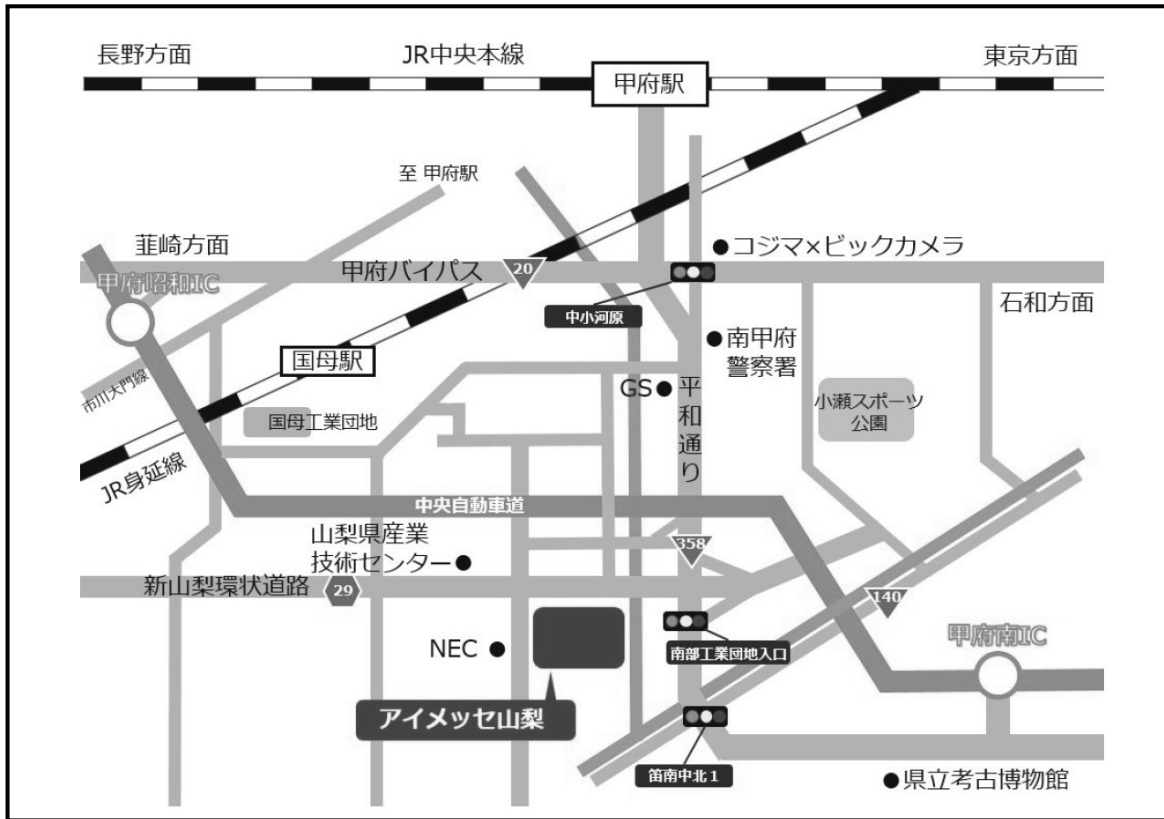 長野方面
JR中央本線
甲府駅
東京方面
至 甲府駅
韮崎方面
コジマ×ビックカメラ
甲府バイパス
20
甲府昭和IC
石和方面
中小河原
南甲府
警察署
国母駅
市川大門線
GS
平和通り
小瀬スポーツ
公園
国母工業団地
JR身延線
中央自動車道
山梨県産業
技術センター
358
新山梨環状道路
29
140
甲府南IC
NEC
南部工業団地入口
アイメッセ山梨
笛南中北1
県立考古博物館